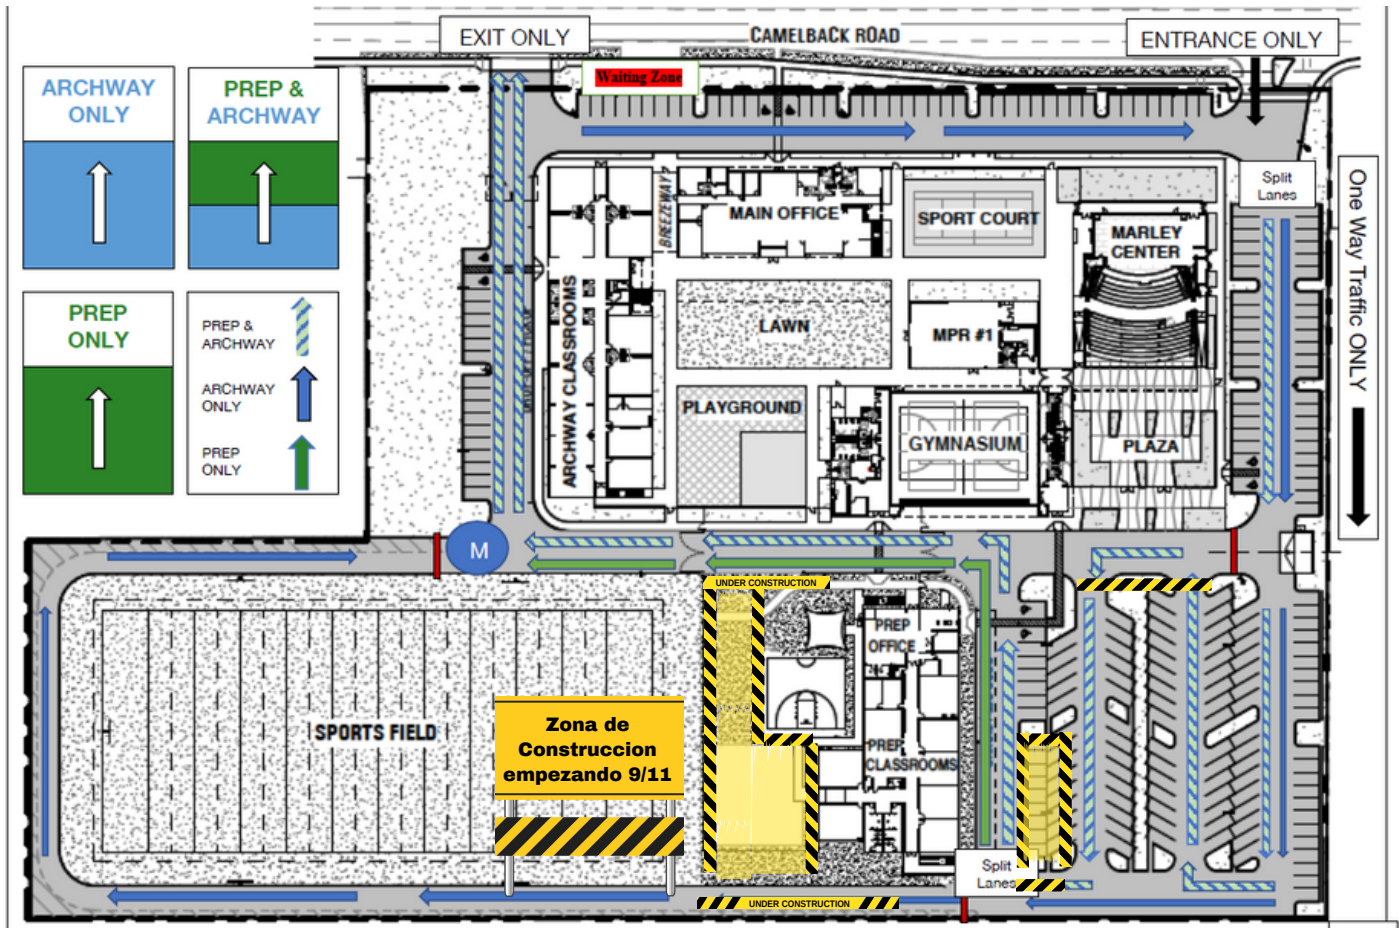 EXIT ONLY
CAMELBACK ROAD
ENTRANCE ONLY
Waiting Zone
ARCHWAY
ONLY
PREP &
ARCHWAY
PREP
ONLY
PREP &
ARCHWAY
ARCHWAY
ONLY
PREP
ONLY
Split
Lanes
One Way Traffic ONLY
BREEZEWAY
MAIN OFFICE
SPORT COURT
MARLEY
CENTER
ARCHWAY CLASSROOMS
LAWN
MPR #1
PLAYGROUND
GYMNASIUM
PLAZA
M
UNDER CONSTRUCTION
PREP
OFFICE
SPORTS FIELD
Zona de
Construccion
empezando 9/11
PREP
CLASSROOMS
Split
Lanes
UNDER CONSTRUCTION